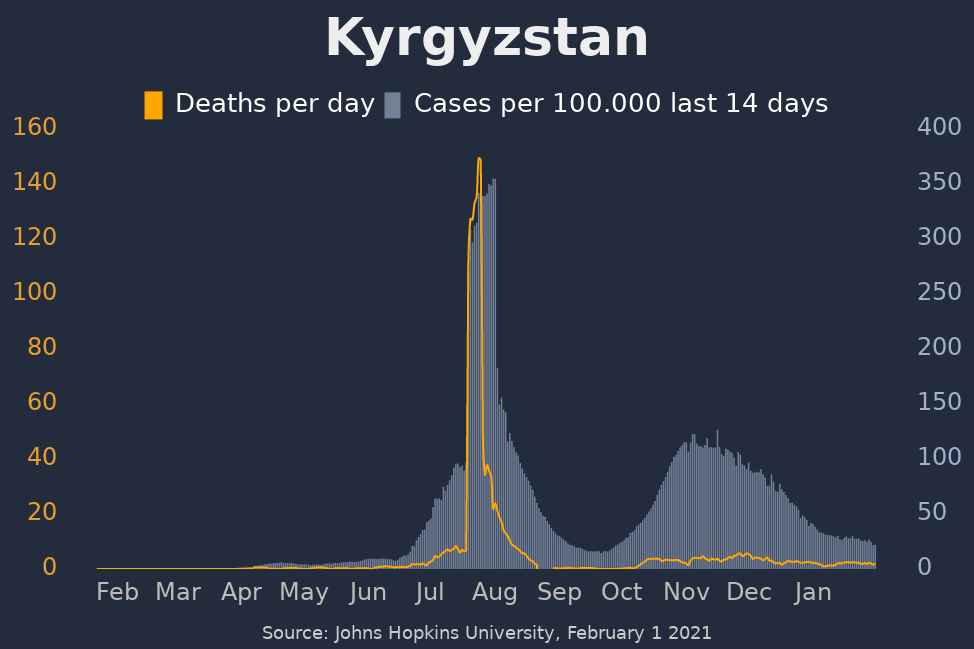 Kyrgyzstan
Deaths per day Cases per 100.000 last 14 days
160 400
140 350
120 300
100 250
80 200
60 150
40 100
20 50
0 0
Feb Mar Apr May Jun Jul Aug Sep Oct Nov Dec Jan
Source: Johns Hopkins University, February 1 2021